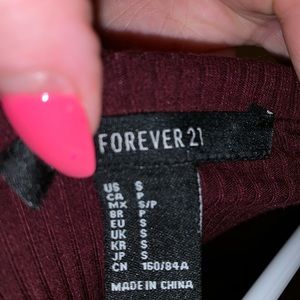 FOREVER 21
US S
CA P
MX S/P
BR P
EU S
UK S
KR S
JP S
CN 160/84A
MADE IN CHINA